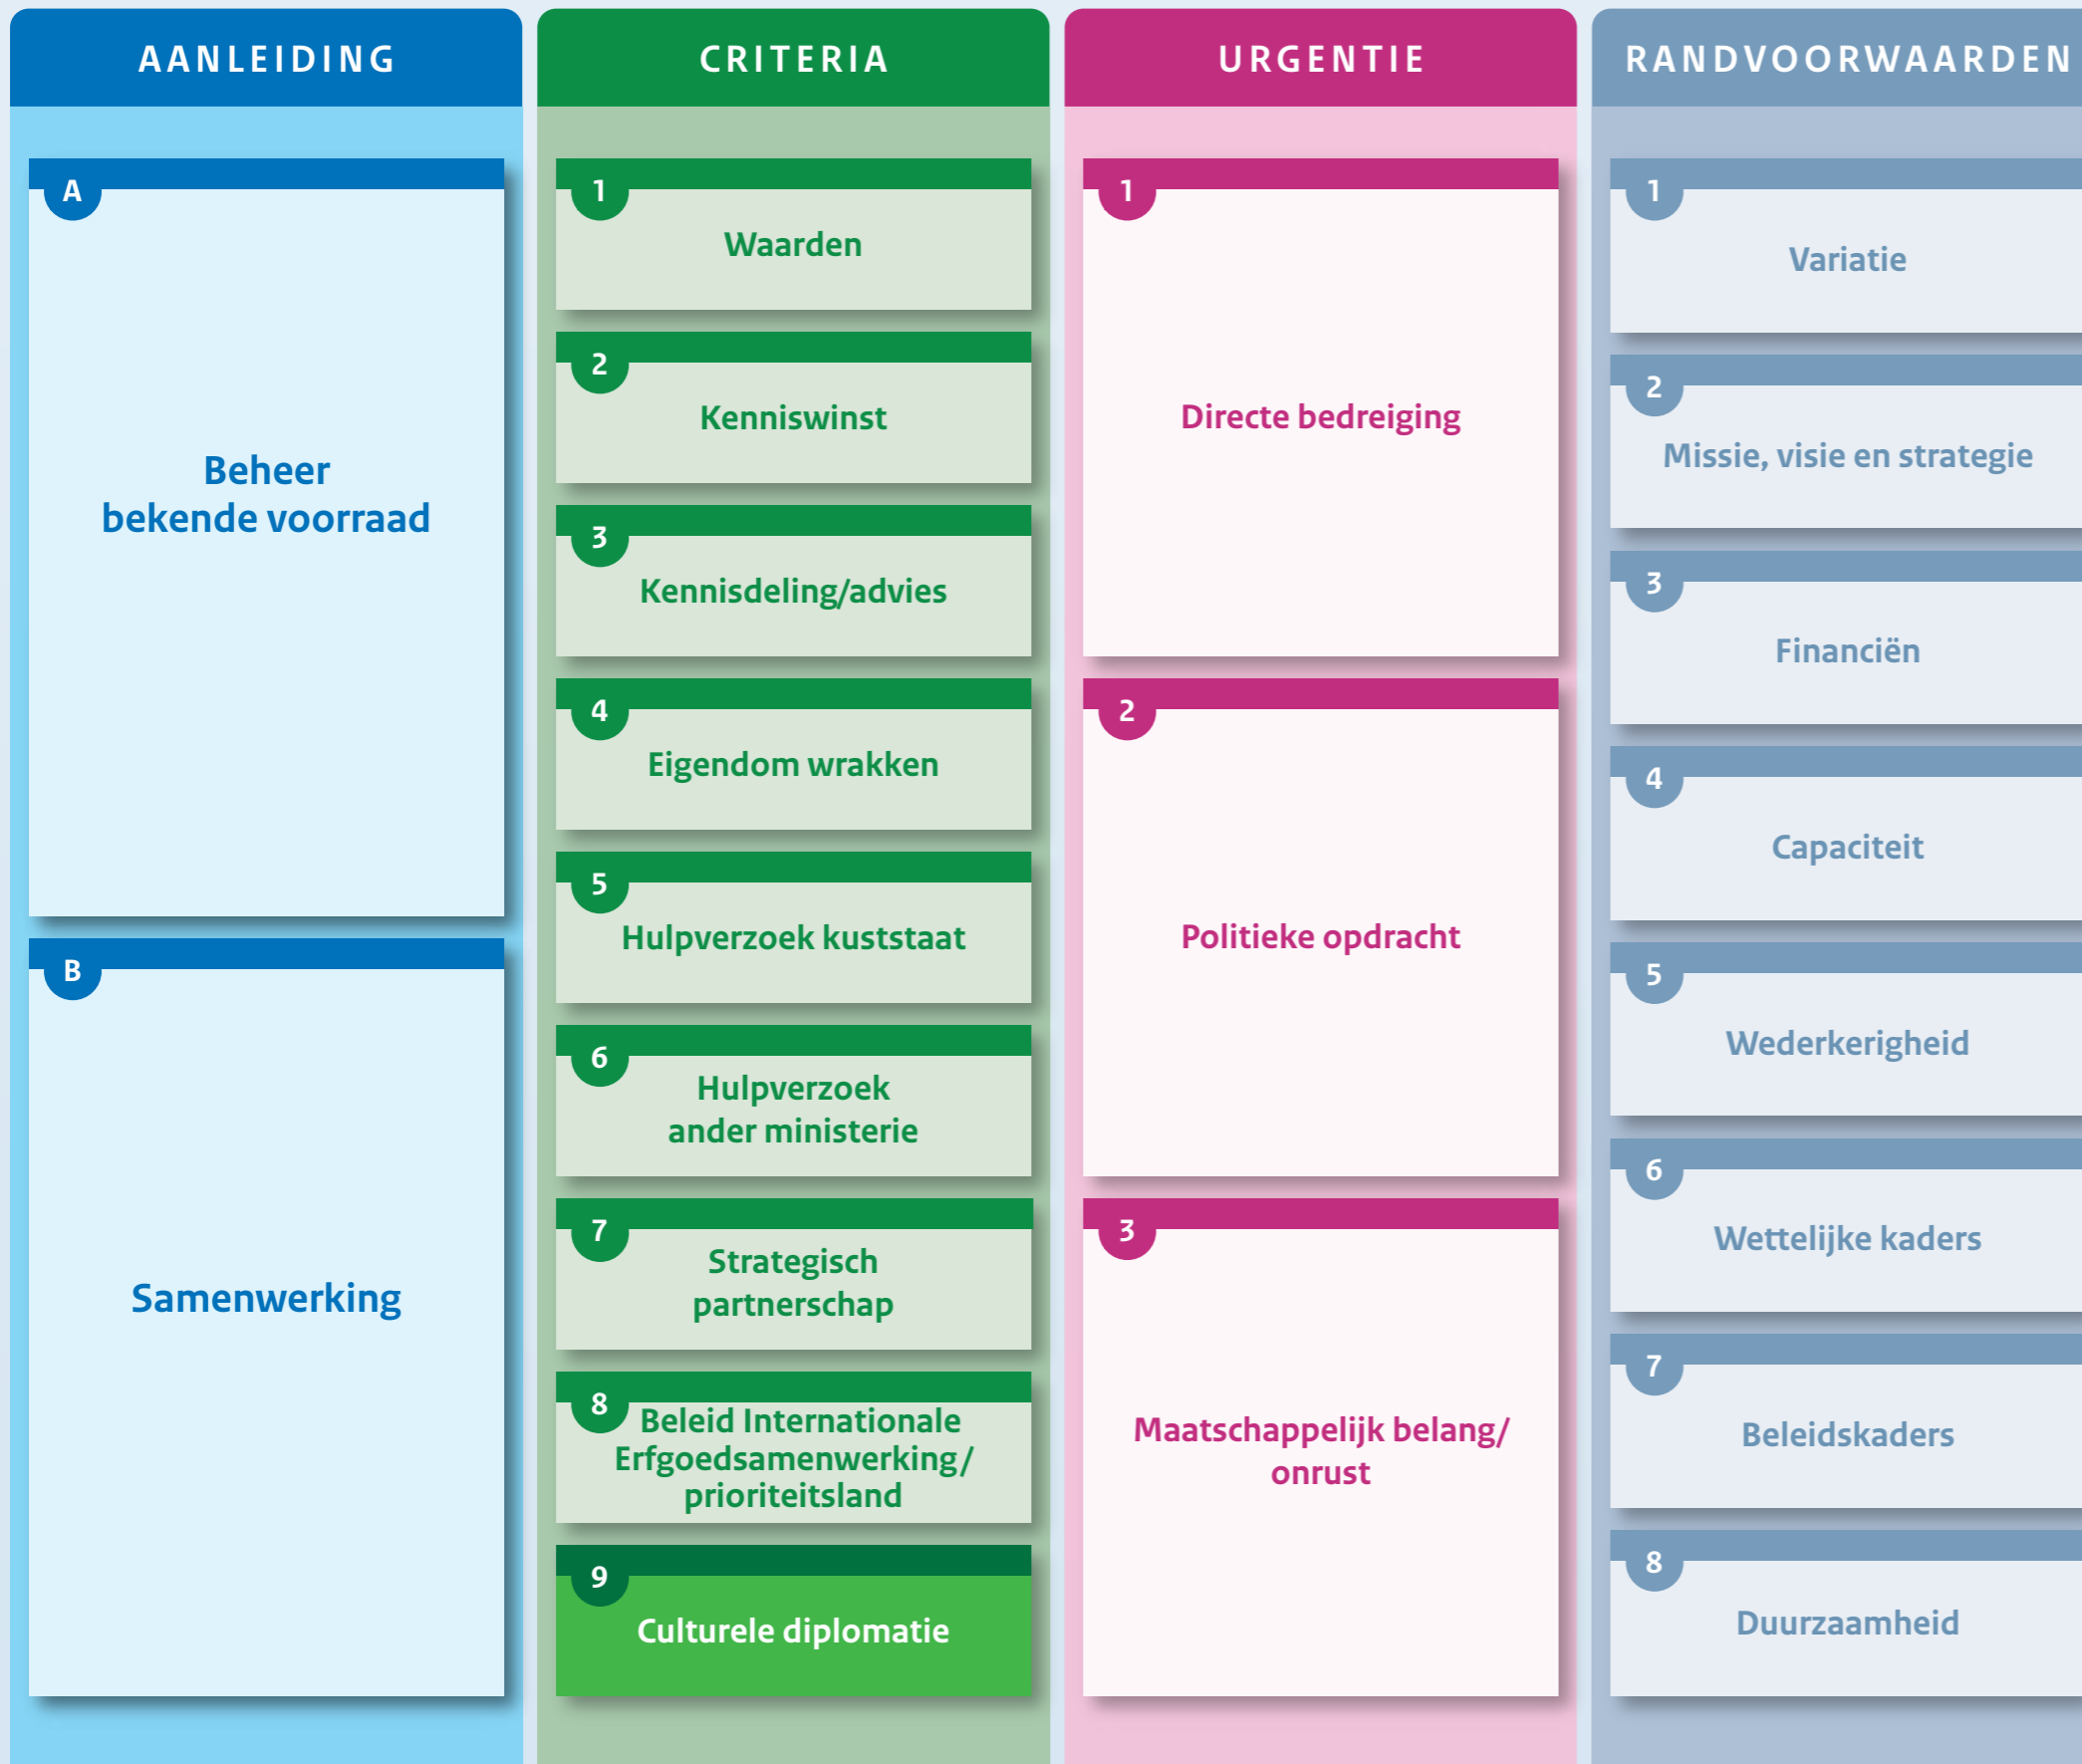 AANLEIDING
A
Beheer
bekende voorraad
B
Samenwerking
CRITERIA
1
Waarden
2
Kenniswinst
3
Kennisdeling/advies
4
Eigendom wrakken
5
Hulpverzoek kuststaat
6
Hulpverzoek
ander ministerie
7
Strategisch
partnerschap
8
Beleid Internationale
Erfgoedsamenwerking/
prioriteitsland
9
Culturele diplomatie
URGENTIE
1
Directe bedreiging
2
Politieke opdracht
3
Maatschappelijk belang/
onrust
RANDVOORWAARDEN
1
Variatie
2
Missie, visie en strategie
3
Financiën
4
Capaciteit
5
Wederkerigheid
6
Wettelijke kaders
7
Beleidskaders
8
Duurzaamheid